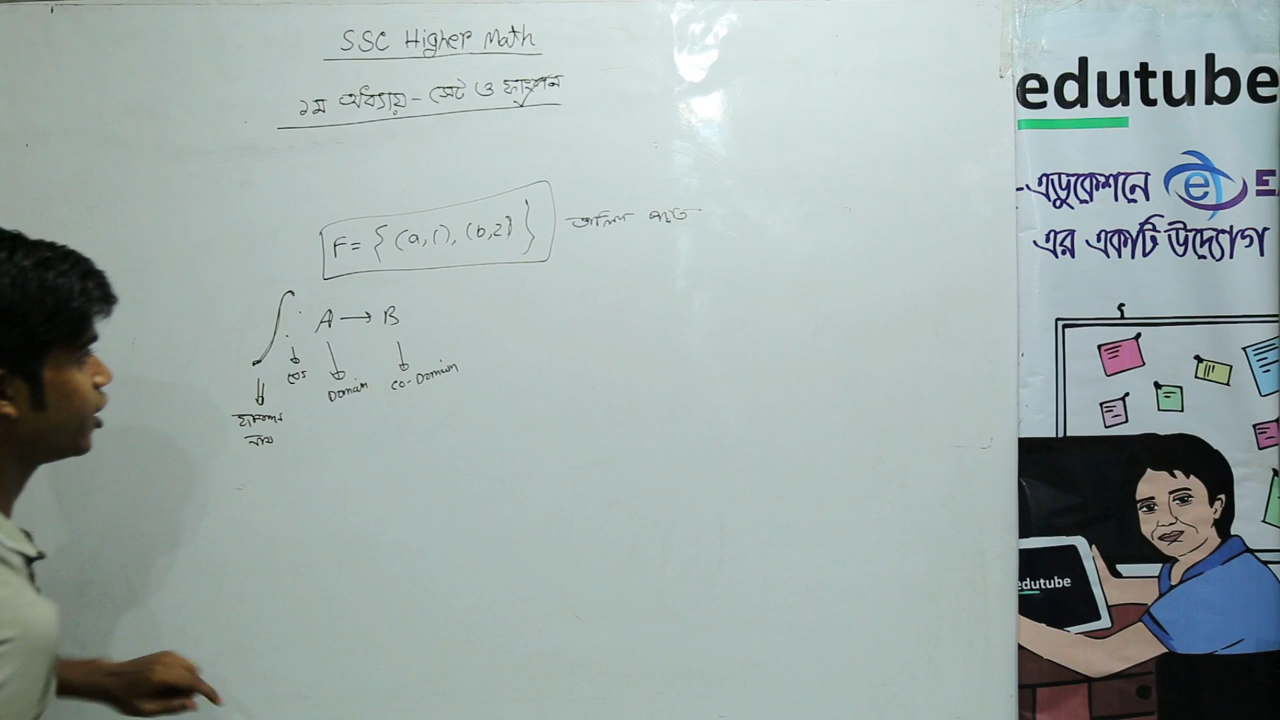 SSC Higher Math
১ম অধ্যায় - সেট ও ফাংশন
F = { (a,1), (b,2) }
তালিকা পদ্ধতি
f : A → B
Domain
Co-Domain
ফাংশনের
নাম
edutube
-এডুকেশনে
এর একটি উদ্যোগ
edutube